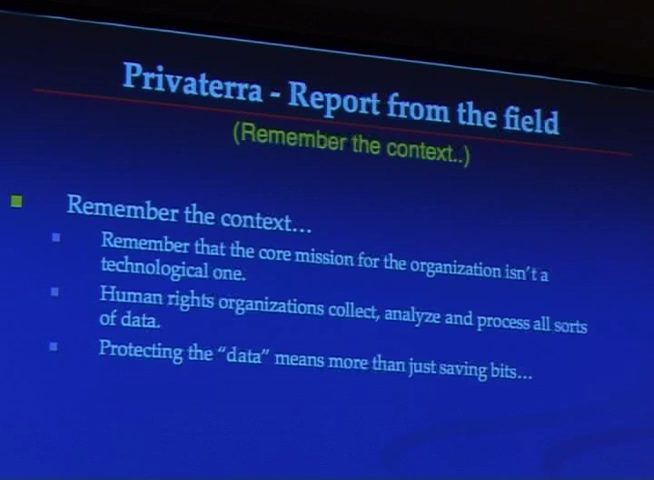 Privaterra - Report from the field
(Remember the context..)
Remember the context...
Remember that the core mission for the organization isn't a
technological one.
Human rights organizations collect, analyze and process all sorts
of data.
Protecting the "data" means more than just saving bits...